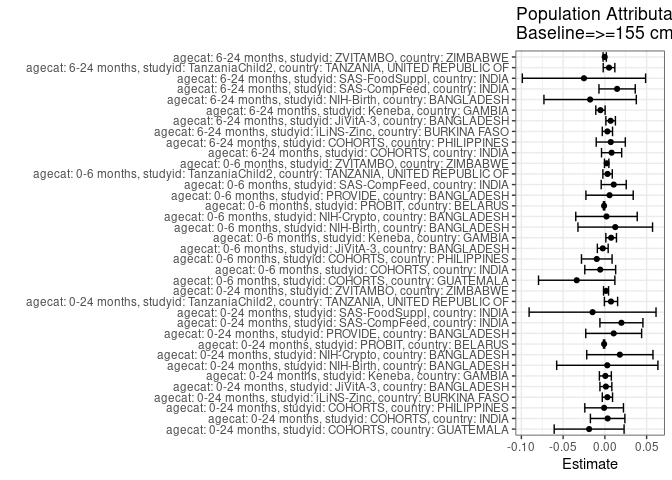 Population Attributa
Baseline=>=155 cm
agecat: 6-24 months, studyid: ZVITAMBO, country: ZIMBABWE
agecat: 6-24 months, studyid: TanzaniaChild2, country: TANZANIA, UNITED REPUBLIC OF
agecat: 6-24 months, studyid: SAS-FoodSuppl, country: INDIA
agecat: 6-24 months, studyid: SAS-CompFeed, country: INDIA
agecat: 6-24 months, studyid: NIH-Birth, country: BANGLADESH
agecat: 6-24 months, studyid: Keneba, country: GAMBIA
agecat: 6-24 months, studyid: JiVitA-3, country: BANGLADESH
agecat: 6-24 months, studyid: iLiNS-Zinc, country: BURKINA FASO
agecat: 6-24 months, studyid: COHORTS, country: PHILIPPINES
agecat: 6-24 months, studyid: COHORTS, country: INDIA
agecat: 0-6 months, studyid: ZVITAMBO, country: ZIMBABWE
agecat: 0-6 months, studyid: TanzaniaChild2, country: TANZANIA, UNITED REPUBLIC OF
agecat: 0-6 months, studyid: SAS-CompFeed, country: INDIA
agecat: 0-6 months, studyid: PROVIDE, country: BANGLADESH
agecat: 0-6 months, studyid: PROBIT, country: BELARUS
agecat: 0-6 months, studyid: NIH-Crypto, country: BANGLADESH
agecat: 0-6 months, studyid: NIH-Birth, country: BANGLADESH
agecat: 0-6 months, studyid: Keneba, country: GAMBIA
agecat: 0-6 months, studyid: JiVitA-3, country: BANGLADESH
agecat: 0-6 months, studyid: COHORTS, country: PHILIPPINES
agecat: 0-6 months, studyid: COHORTS, country: INDIA
agecat: 0-6 months, studyid: COHORTS, country: GUATEMALA
agecat: 0-24 months, studyid: ZVITAMBO, country: ZIMBABWE
agecat: 0-24 months, studyid: TanzaniaChild2, country: TANZANIA, UNITED REPUBLIC OF
agecat: 0-24 months, studyid: SAS-FoodSuppl, country: INDIA
agecat: 0-24 months, studyid: SAS-CompFeed, country: INDIA
agecat: 0-24 months, studyid: PROVIDE, country: BANGLADESH
agecat: 0-24 months, studyid: PROBIT, country: BELARUS
agecat: 0-24 months, studyid: NIH-Crypto, country: BANGLADESH
agecat: 0-24 months, studyid: NIH-Birth, country: BANGLADESH
agecat: 0-24 months, studyid: Keneba, country: GAMBIA
agecat: 0-24 months, studyid: JiVitA-3, country: BANGLADESH
agecat: 0-24 months, studyid: iLiNS-Zinc, country: BURKINA FASO
agecat: 0-24 months, studyid: COHORTS, country: PHILIPPINES
agecat: 0-24 months, studyid: COHORTS, country: INDIA
agecat: 0-24 months, studyid: COHORTS, country: GUATEMALA
-0.10 -0.05 0.00 0.05
Estimate